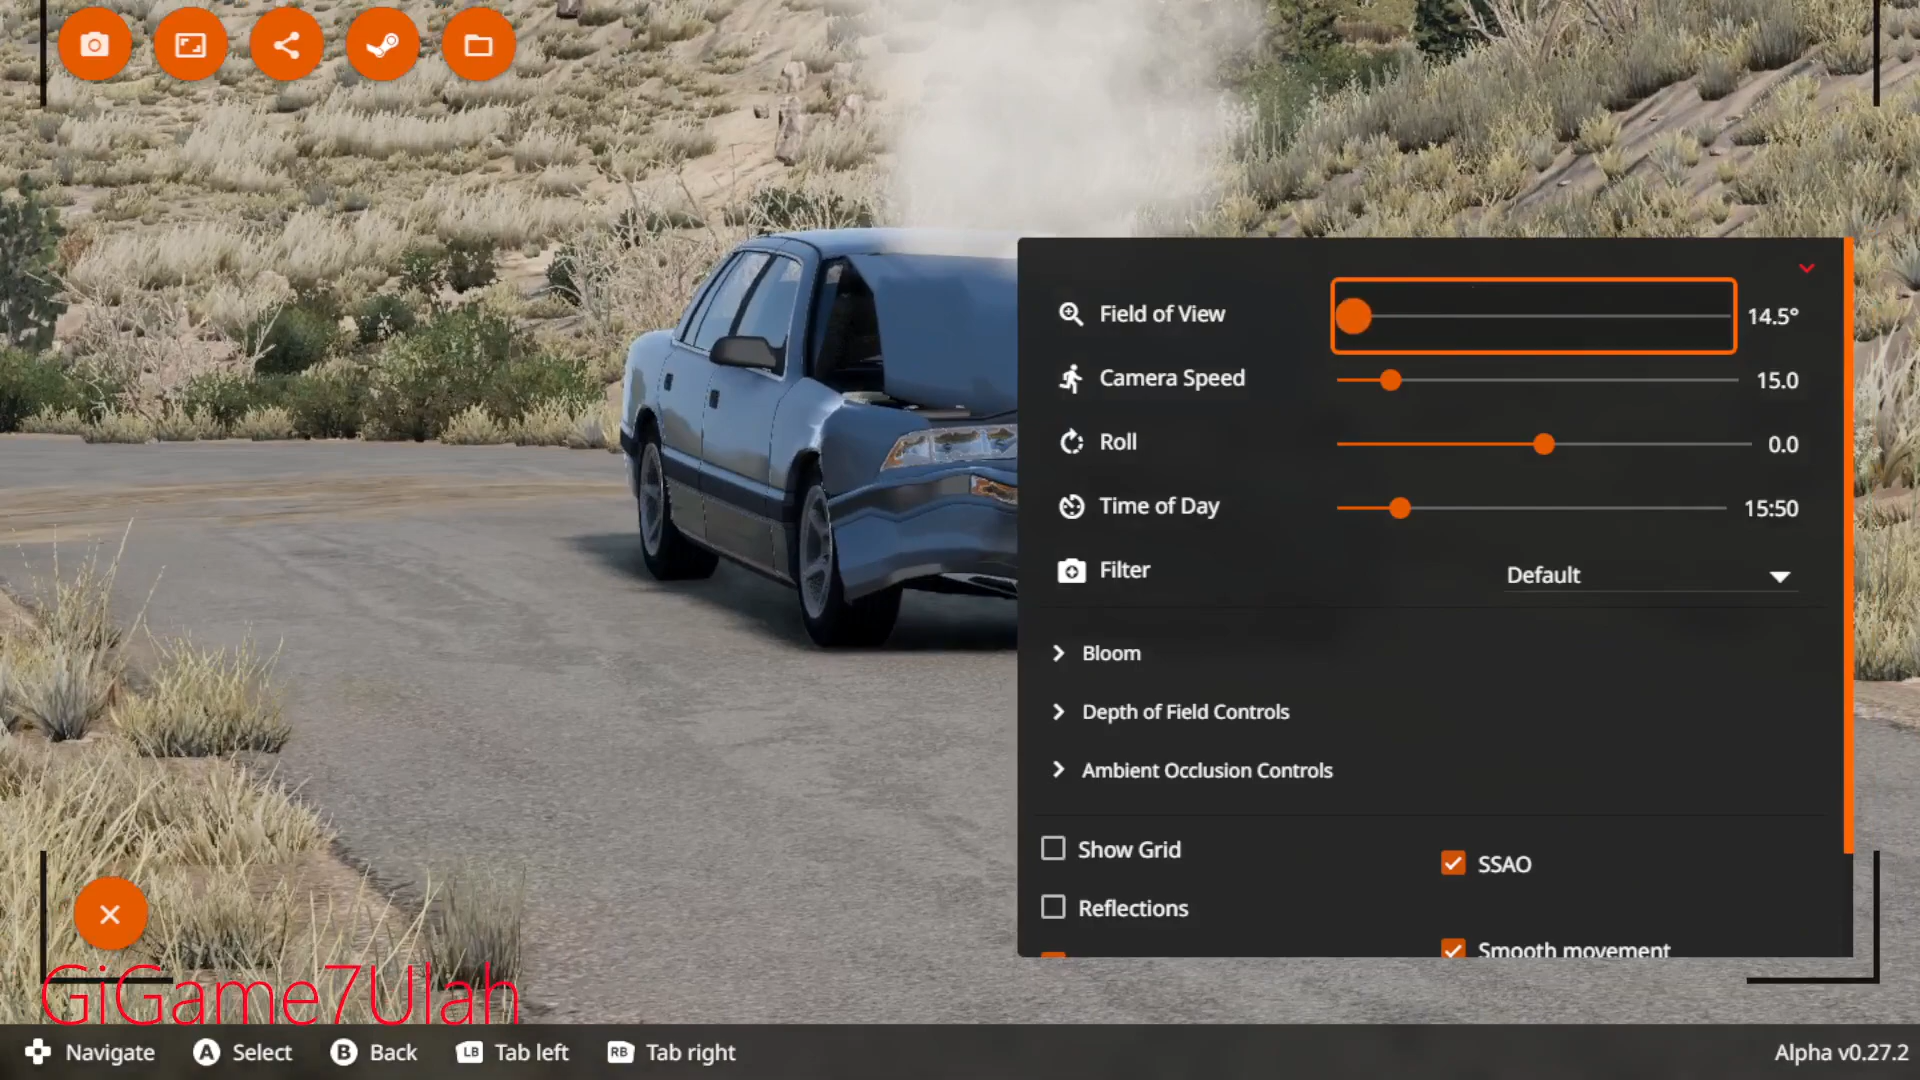 Field of View 14.5°
Camera Speed 15.0
Roll 0.0
Time of Day 15:50
Filter Default
Bloom
Depth of Field Controls
Ambient Occlusion Controls
Show Grid
SSAO
Reflections
Smooth movement
GiGame7Ulah
Navigate A Select B Back LB Tab left RB Tab right Alpha v0.27.2